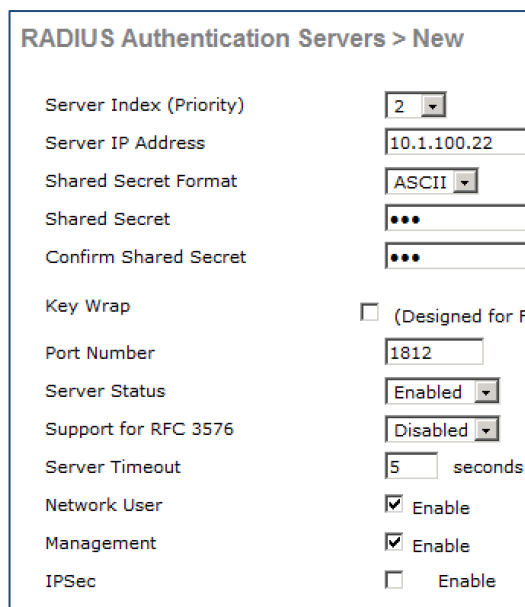 RADIUS Authentication Servers > New
Server Index (Priority) 2
Server IP Address 10.1.100.22
Shared Secret Format ASCII
Shared Secret •••
Confirm Shared Secret •••
Key Wrap (Designed for F
Port Number 1812
Server Status Enabled
Support for RFC 3576 Disabled
Server Timeout 5 seconds
Network User Enable
Management Enable
IPSec Enable